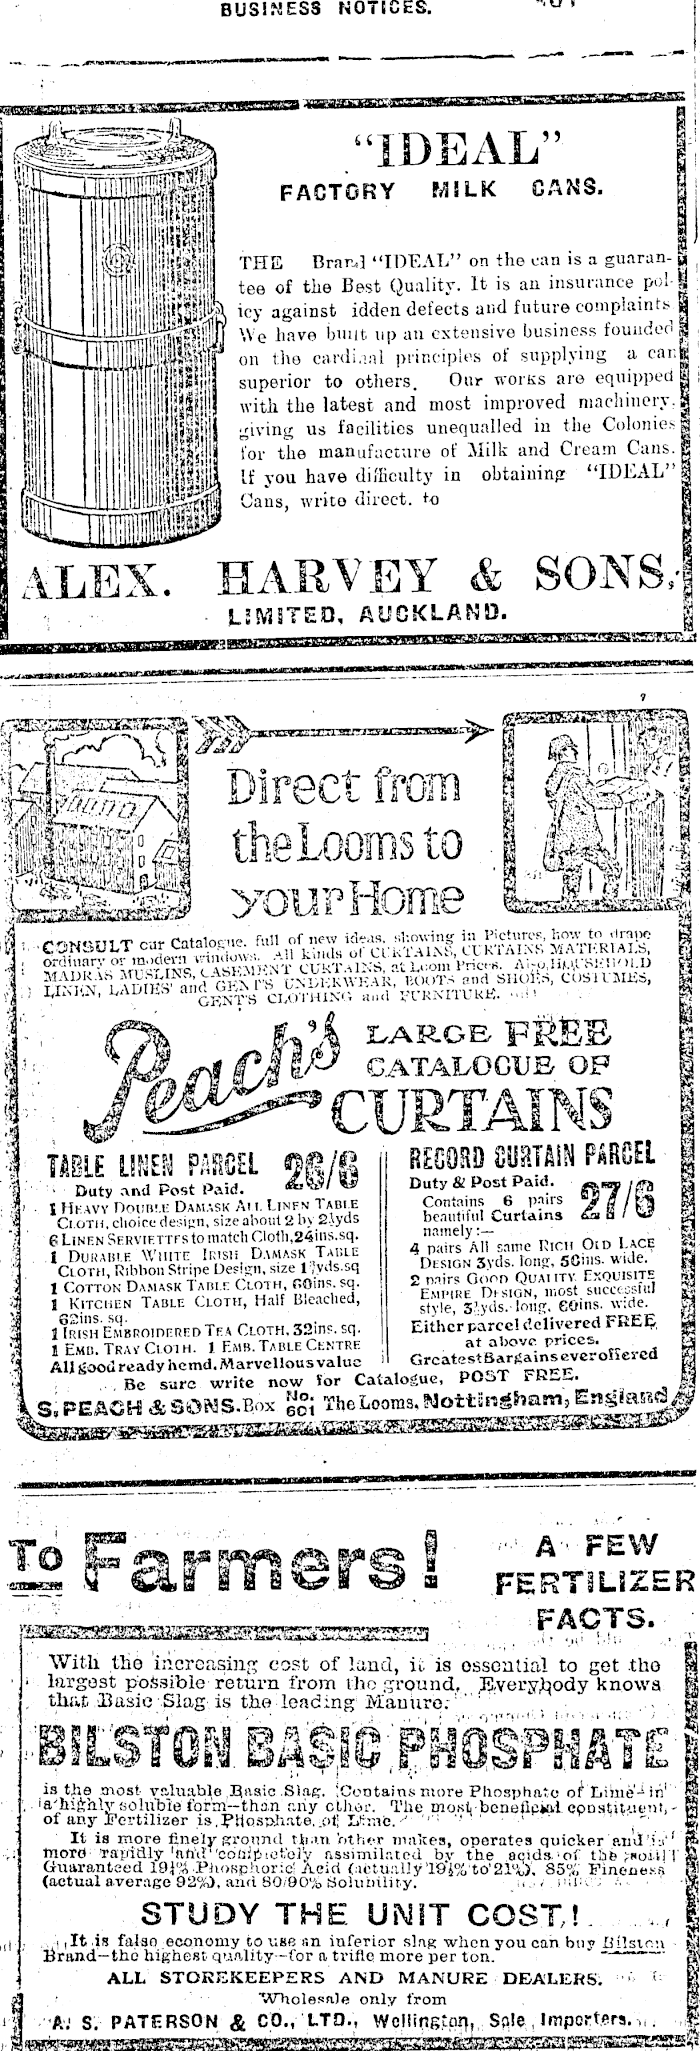 BUSINESS NOTICES.
"IDEAL"
FACTORY MILK CANS.
THE Brand "IDEAL" on the can is a guaran-
tee of the Best Quality. It is an insurance pol-
icy against idden defects and future complaints
We have built up an extensive business founded
on the cardinal principles of supplying a can
superior to others. Our works are equipped
with the latest and most improved machinery,
giving us facilities unequalled in the Colonies
for the manufacture of Milk and Cream Cans.
If you have difficulty in obtaining "IDEAL"
Cans, write direct. to
ALEX. HARVEY & SONS,
LIMITED, AUCKLAND.
Direct from
the Looms to
your Home
CONSULT our Catalogue, full of new ideas, showing in Pictures, how to drape
ordinary or modern windows. All kinds of CURTAINS, CURTAINS MATERIALS,
MADRAS MUSLINS, CASEMENT CURTAINS, at Loom Prices. Also, HOUSEHOLD
LINEN, LADIES' and GENT'S UNDERWEAR, BOOTS and SHOES, COSTUMES,
GENT'S CLOTHING and FURNITURE.
Peach's LARGE FREE
CATALOGUE OF
CURTAINS
TABLE LINEN PARCEL 26/6
Duty and Post Paid.
1 HEAVY DOUBLE DAMASK ALL LINEN TABLE
CLOTH, choice design, size about 2 by 2½yds
6 LINEN SERVIETTES to match Cloth, 24ins.sq.
1 DURABLE WHITE IRISH DAMASK TABLE
CLOTH, Ribbon Stripe Design, size yds.sq
1 COTTON DAMASK TABLE CLOTH, 60ins. sq.
1 KITCHEN TABLE CLOTH, Half Bleached,
62ins. sq.
1 IRISH EMBROIDERED TEA CLOTH, 32ins. sq.
1 EMB. TRAY CLOTH. 1 EMB. TABLE CENTRE
All good ready hemd. Marvellous value
RECORD CURTAIN PARCEL
Duty & Post Paid.
Contains 6 pairs
beautiful Curtains 27/6
namely:—
4 pairs All same RICH OLD LACE
DESIGN 3yds. long, 50ins. wide.
2 pairs GOOD QUALITY EXQUISITE
EMPIRE DESIGN, most successful
style, 3½yds. long, 60ins. wide.
Either parcel delivered FREE
at above prices.
Greatest Bargains ever offered
Be sure write now for Catalogue, POST FREE.
S. PEACH & SONS. Box No. 601 The Looms, Nottingham, England
To Farmers!
A FEW
FERTILIZER
FACTS.
With the increasing cost of land, it is essential to get the
largest possible return from the ground. Everybody knows
that Basic Slag is the leading Manure.
BILSTON BASIC PHOSPHATE
is the most valuable Basic Slag. Contains more Phosphate of Lime—in
a highly soluble form—than any other. The most beneficial constituent,
of any Fertilizer is Phosphate of Lime.
It is more finely ground than other makes, operates quicker and is
more rapidly and completely assimilated by the acids of the soil!
Guaranteed 19½% Phosphoric Acid (actually 19½% to 21%), 85% Fineness
(actual average 92%), and 80/90% Solubility.
STUDY THE UNIT COST!
It is false economy to use an inferior slag when you can buy Bilston
Brand—the highest quality—for a trifle more per ton.
ALL STOREKEEPERS AND MANURE DEALERS.
Wholesale only from
A. S. PATERSON & CO., LTD., Wellington, Sole Importers.